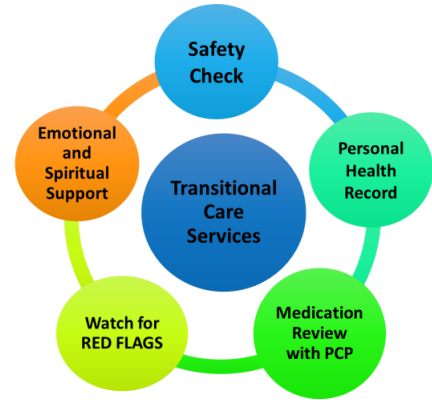 Safety
Check
Personal
Health
Record
Medication
Review
with PCP
Watch for
RED FLAGS
Emotional
and
Spiritual
Support
Transitional
Care
Services